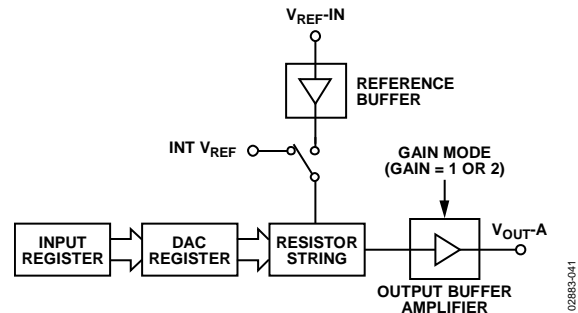 VREF-IN
REFERENCE
BUFFER
INT VREF
GAIN MODE
(GAIN = 1 OR 2)
VOUT-A
INPUT
REGISTER
DAC
REGISTER
RESISTOR
STRING
OUTPUT BUFFER
AMPLIFIER
02883-041